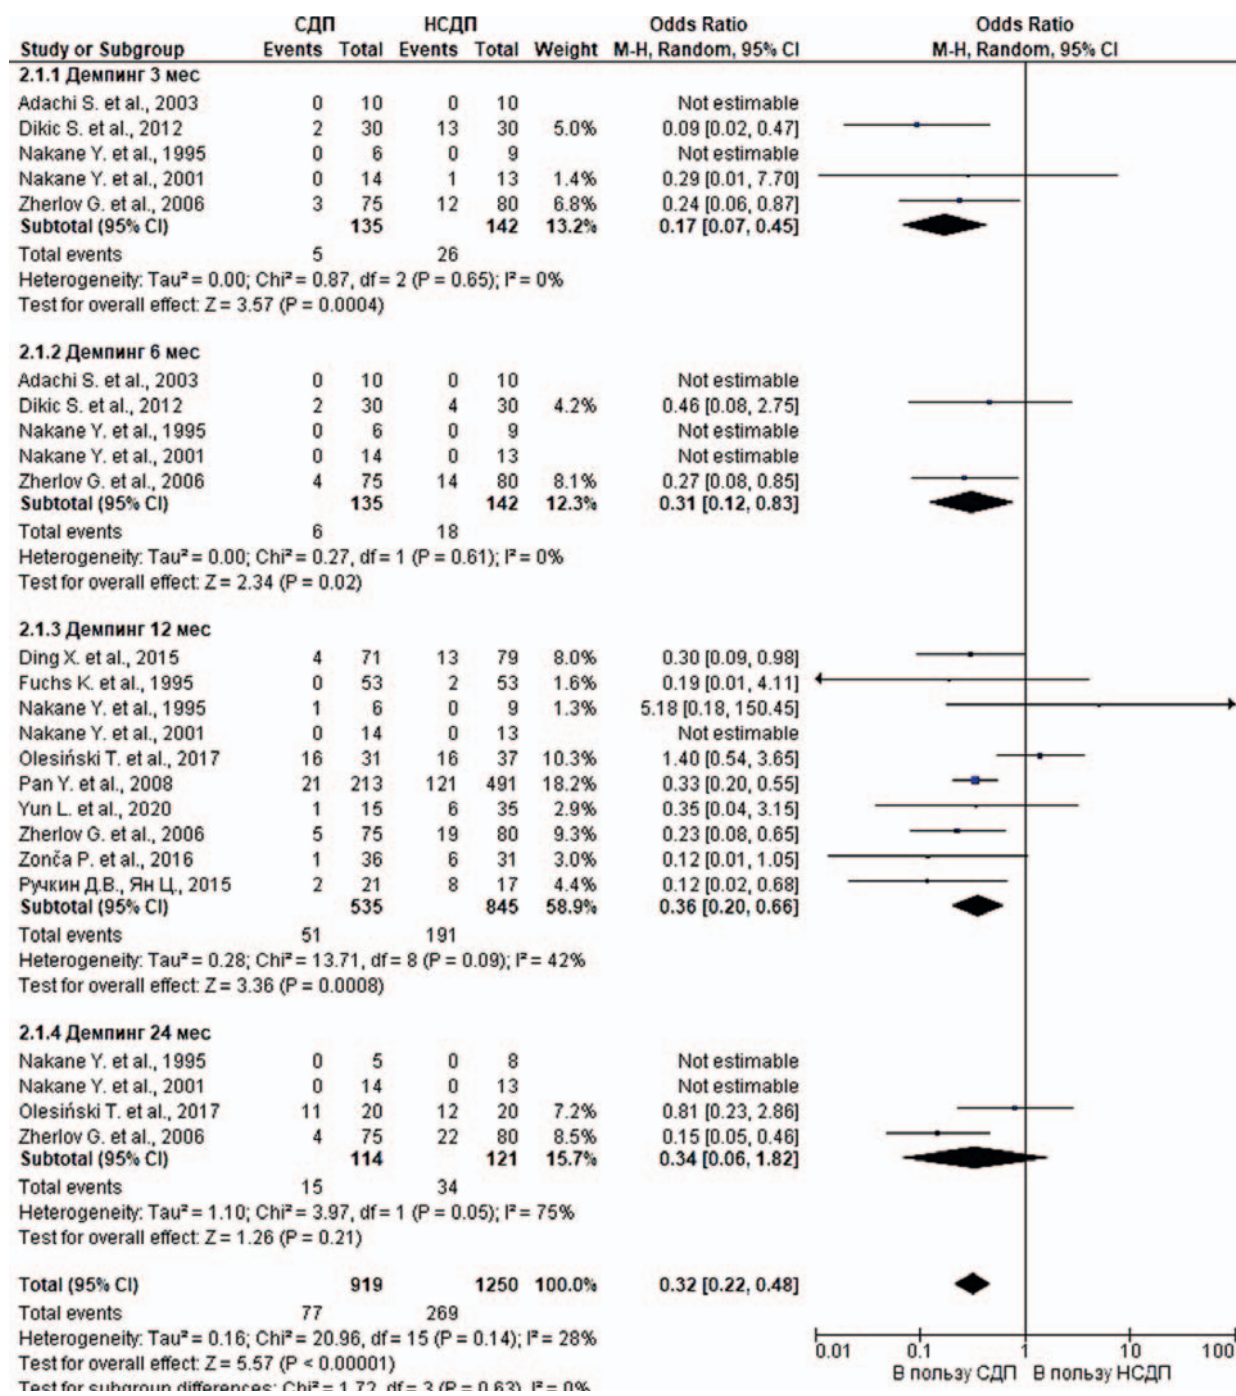 СДП НСДП Odds Ratio Odds Ratio
Study or Subgroup Events Total Events Total Weight M-H, Random, 95% CI M-H, Random, 95% CI
2.1.1 Демпинг 3 мес
Adachi S. et al., 2003 0 10 0 10 Not estimable
Dikic S. et al., 2012 2 30 13 30 5.0% 0.09 [0.02, 0.47]
Nakane Y. et al., 1995 0 6 0 9 Not estimable
Nakane Y. et al., 2001 0 14 1 13 1.4% 0.29 [0.01, 7.70]
Zherlov G. et al., 2006 3 75 12 80 6.8% 0.24 [0.06, 0.87]
Subtotal (95% CI) 135 142 13.2% 0.17 [0.07, 0.45]
Total events 5 26
Heterogeneity: Tau² = 0.00; Chi² = 0.87, df = 2 (P = 0.65); I² = 0%
Test for overall effect: Z = 3.57 (P = 0.0004)
2.1.2 Демпинг 6 мес
Adachi S. et al., 2003 0 10 0 10 Not estimable
Dikic S. et al., 2012 2 30 4 30 4.2% 0.46 [0.08, 2.75]
Nakane Y. et al., 1995 0 6 0 9 Not estimable
Nakane Y. et al., 2001 0 14 0 13 Not estimable
Zherlov G. et al., 2006 4 75 14 80 8.1% 0.27 [0.08, 0.85]
Subtotal (95% CI) 135 142 12.3% 0.31 [0.12, 0.83]
Total events 6 18
Heterogeneity: Tau² = 0.00; Chi² = 0.27, df = 1 (P = 0.61); I² = 0%
Test for overall effect: Z = 2.34 (P = 0.02)
2.1.3 Демпинг 12 мес
Ding X. et al., 2015 4 71 13 79 8.0% 0.30 [0.09, 0.98]
Fuchs K. et al., 1995 0 53 2 53 1.6% 0.19 [0.01, 4.11]
Nakane Y. et al., 1995 1 6 0 9 1.3% 5.18 [0.18, 150.45]
Nakane Y. et al., 2001 0 14 0 13 Not estimable
Olesiński T. et al., 2017 16 31 16 37 10.3% 1.40 [0.54, 3.65]
Pan Y. et al., 2008 21 213 121 491 18.2% 0.33 [0.20, 0.55]
Yun L. et al., 2020 1 15 6 35 2.9% 0.35 [0.04, 3.15]
Zherlov G. et al., 2006 5 75 19 80 9.3% 0.23 [0.08, 0.65]
Zonča P. et al., 2016 1 36 6 31 3.0% 0.12 [0.01, 1.05]
Ручкин Д.В., Ян Ц., 2015 2 21 8 17 4.4% 0.12 [0.02, 0.68]
Subtotal (95% CI) 535 845 58.9% 0.36 [0.20, 0.66]
Total events 51 191
Heterogeneity: Tau² = 0.28; Chi² = 13.71, df = 8 (P = 0.09); I² = 42%
Test for overall effect: Z = 3.36 (P = 0.0008)
2.1.4 Демпинг 24 мес
Nakane Y. et al., 1995 0 5 0 8 Not estimable
Nakane Y. et al., 2001 0 14 0 13 Not estimable
Olesiński T. et al., 2017 11 20 12 20 7.2% 0.81 [0.23, 2.86]
Zherlov G. et al., 2006 4 75 22 80 8.5% 0.15 [0.05, 0.46]
Subtotal (95% CI) 114 121 15.7% 0.34 [0.06, 1.82]
Total events 15 34
Heterogeneity: Tau² = 1.10; Chi² = 3.97, df = 1 (P = 0.05); I² = 75%
Test for overall effect: Z = 1.26 (P = 0.21)
Total (95% CI) 919 1250 100.0% 0.32 [0.22, 0.48]
Total events 77 269
Heterogeneity: Tau² = 0.16; Chi² = 20.96, df = 15 (P = 0.14); I² = 28%
Test for overall effect: Z = 5.57 (P < 0.00001)
Test for subgroup differences: Chi² = 1.72, df = 3 (P = 0.63), I² = 0%
0.01 0.1 1 10 100
В пользу СДП В пользу НСДП